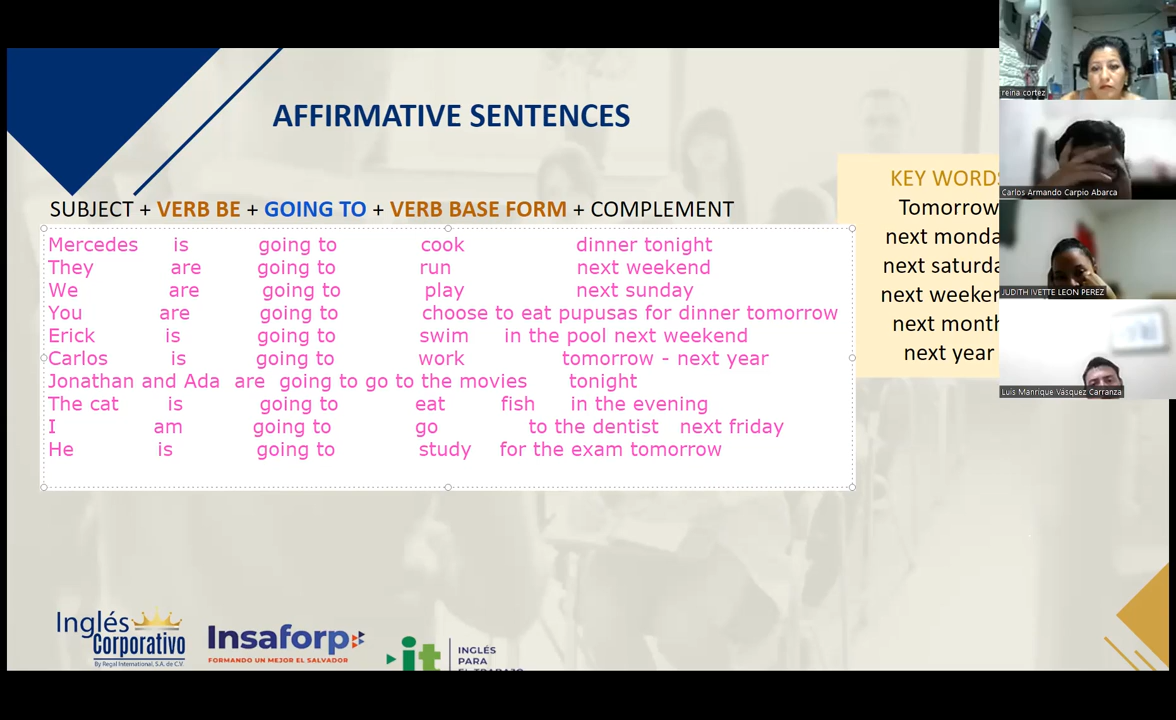 AFFIRMATIVE SENTENCES
SUBJECT + VERB BE + GOING TO + VERB BASE FORM + COMPLEMENT
Mercedes is going to cook dinner tonight
They are going to run next weekend
We are going to play next sunday
You are going to choose to eat pupusas for dinner tomorrow
Erick is going to swim in the pool next weekend
Carlos is going to work tomorrow - next year
Jonathan and Ada are going to go to the movies tonight
The cat is going to eat fish in the evening
I am going to go to the dentist next friday
He is going to study for the exam tomorrow
KEY WORDS
Tomorrow
next monda
next saturda
next weeken
next month
next year
reina cortez
Carlos Armando Carpio Abarca
JUDITH IVETTE LEON PEREZ
Luis Manrique Vásquez Carranza
Inglés
Corporativo
By Regal International, S.A. de C.V.
Insaforp
FORMANDO UN MEJOR EL SALVADOR
it
INGLÉS
PARA
EL TRABAJO